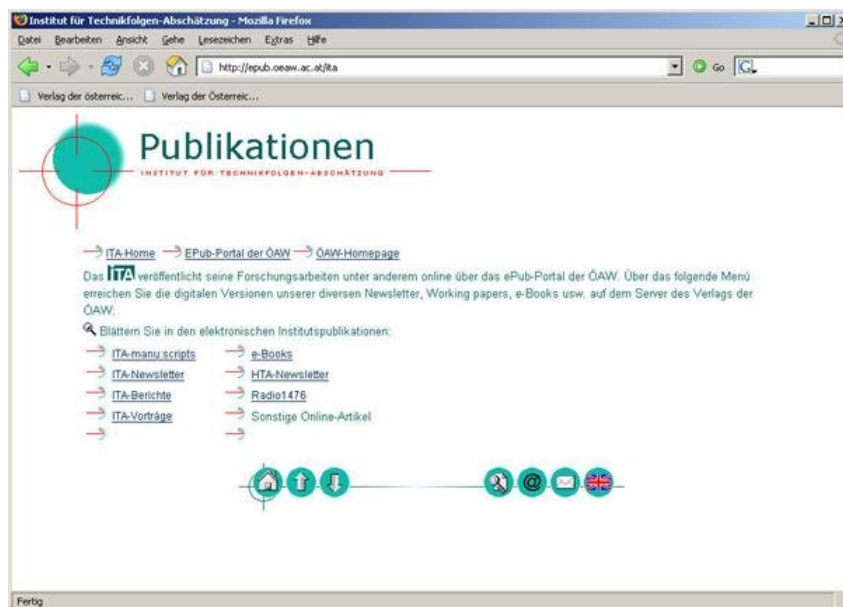 Institut für Technikfolgen-Abschätzung - Mozilla Firefox
Datei Bearbeiten Ansicht Gehe Lesezeichen Extras Hilfe
http://epub.oeaw.ac.at/ita Go G
Verlag der österreic... Verlag der Österreic...
Publikationen
INSTITUT FÜR TECHNIKFOLGEN-ABSCHÄTZUNG
ITA-Home EPub-Portal der ÖAW ÖAW-Homepage
Das ITA veröffentlicht seine Forschungsarbeiten unter anderem online über das ePub-Portal der ÖAW. Über das folgende Menü
erreichen Sie die digitalen Versionen unserer diversen Newsletter, Working papers, e-Books usw. auf dem Server des Verlags der
ÖAW:
Blättern Sie in den elektronischen Institutspublikationen:
ITA-manu:scripts e-Books
ITA-Newsletter HTA-Newsletter
ITA-Berichte Radio1476
ITA-Vorträge Sonstige Online-Artikel
@
Fertig